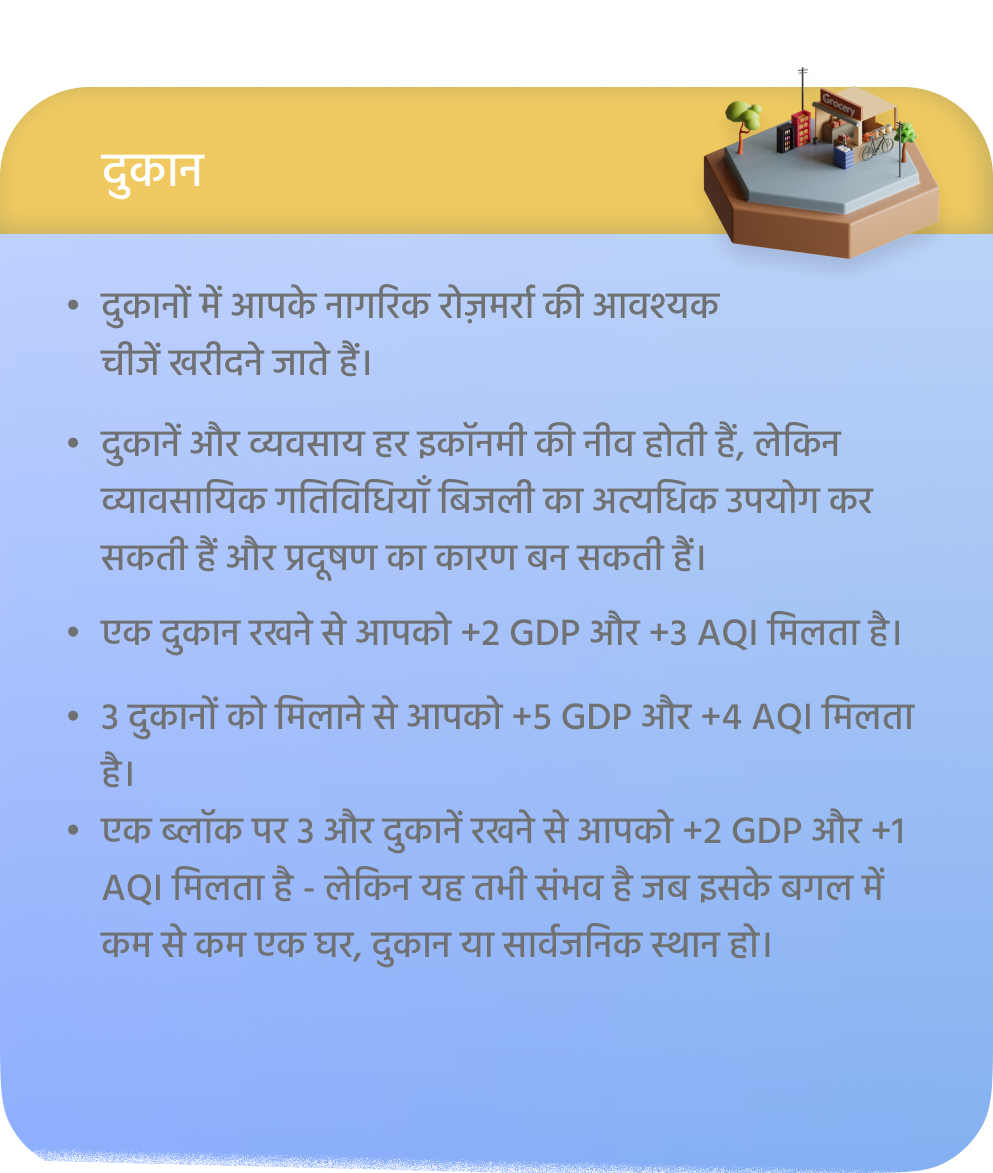 Grocery
दुकान
• दुकानों में आपके नागरिक रोज़मर्रा की आवश्यक
चीजें खरीदने जाते हैं।
• दुकानें और व्यवसाय हर इकॉनमी की नीव होती हैं, लेकिन
व्यावसायिक गतिविधियाँ बिजली का अत्यधिक उपयोग कर
सकती हैं और प्रदूषण का कारण बन सकती हैं।
• एक दुकान रखने से आपको +2 GDP और +3 AQI मिलता है।
• 3 दुकानों को मिलाने से आपको +5 GDP और +4 AQI मिलता
है।
• एक ब्लॉक पर 3 और दुकानें रखने से आपको +2 GDP और +1
AQI मिलता है - लेकिन यह तभी संभव है जब इसके बगल में
कम से कम एक घर, दुकान या सार्वजनिक स्थान हो।